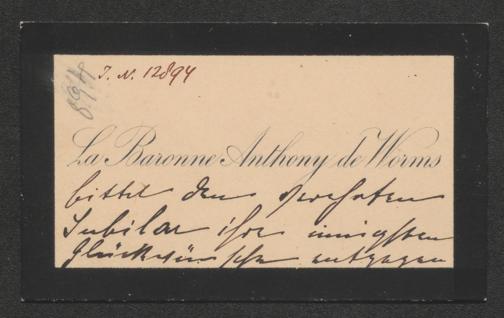 I. N. 12894
La Baronne Anthony de Worms
bittet den verehrten
Jubilar ihre innigsten
Glückwünsche entgegen